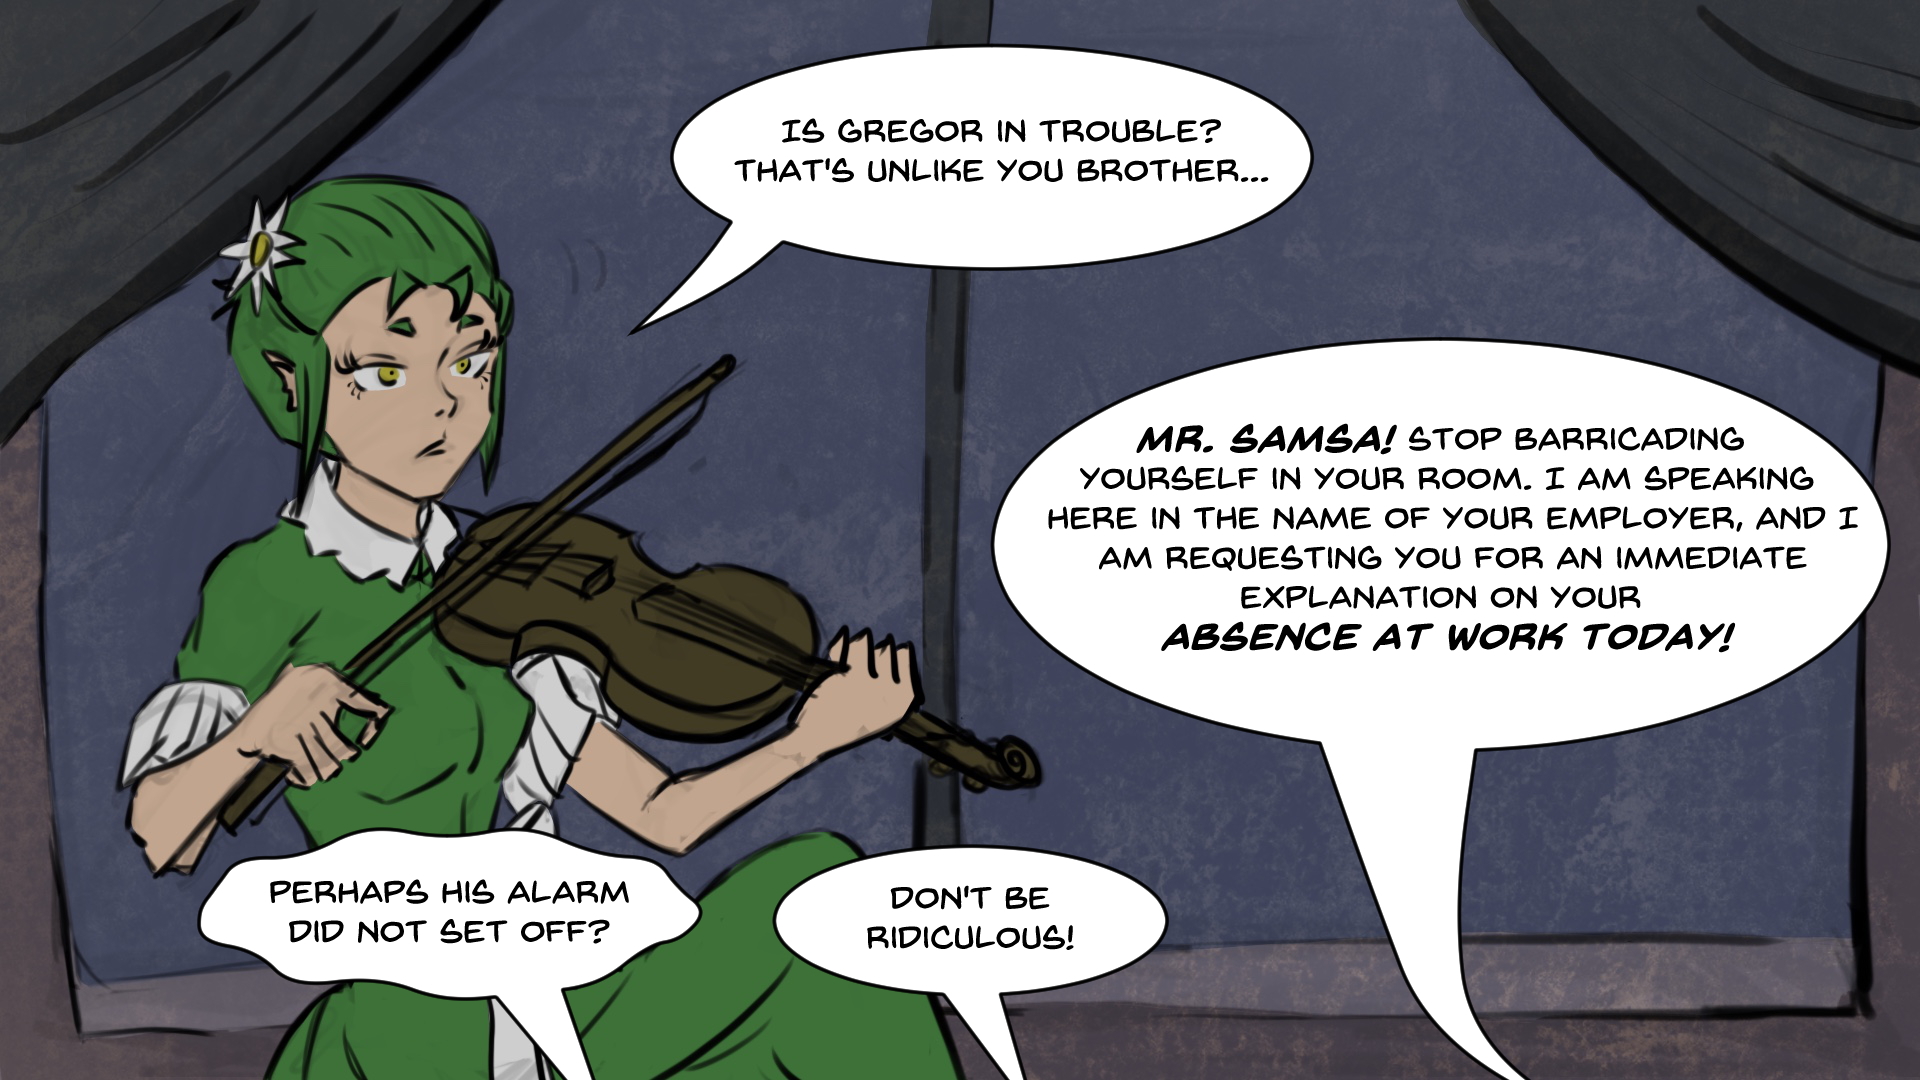 IS GREGOR IN TROUBLE?
THAT'S UNLIKE YOU BROTHER...
MR. SAMSA! STOP BARRICADING
YOURSELF IN YOUR ROOM. I AM SPEAKING
HERE IN THE NAME OF YOUR EMPLOYER, AND I
AM REQUESTING YOU FOR AN IMMEDIATE
EXPLANATION ON YOUR
ABSENCE AT WORK TODAY!
PERHAPS HIS ALARM
DID NOT SET OFF?
DON'T BE
RIDICULOUS!